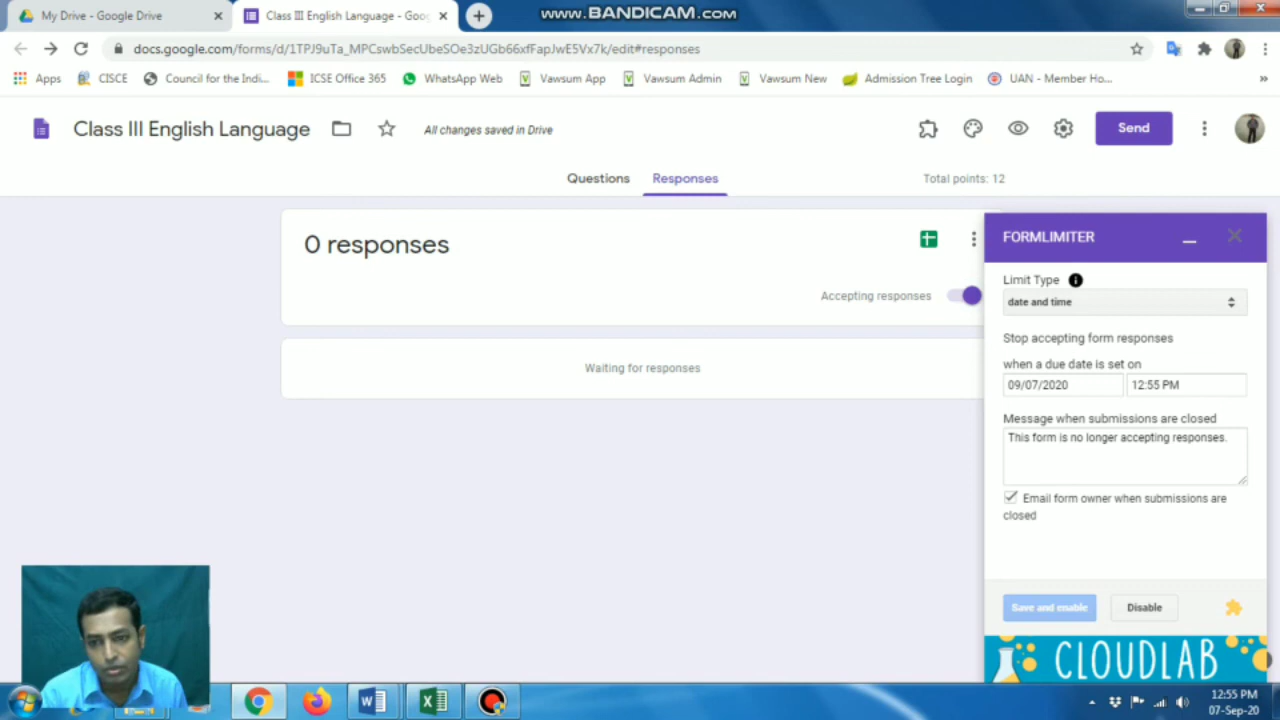 My Drive - Google Drive
Class III English Language - Goo
www.BANDICAM.com
docs.google.com/forms/d/1TPJ9uTa_MPCswbSecUbeSOe3zUGb66xfFapJwE5Vx7k/edit#responses
Apps
CISCE
Council for the Indi...
ICSE Office 365
WhatsApp Web
Vawsum App
Vawsum Admin
Vawsum New
Admission Tree Login
UAN - Member Ho...
»
Class III English Language
All changes saved in Drive
Send
Questions
Responses
Total points: 12
0 responses
Accepting responses
Waiting for responses
FORMLIMITER
Limit Type
date and time
Stop accepting form responses
when a due date is set on
09/07/2020
12:55 PM
Message when submissions are closed
This form is no longer accepting responses.
Email form owner when submissions are
closed
Save and enable
Disable
CLOUDLAB
12:55 PM
07-Sep-20